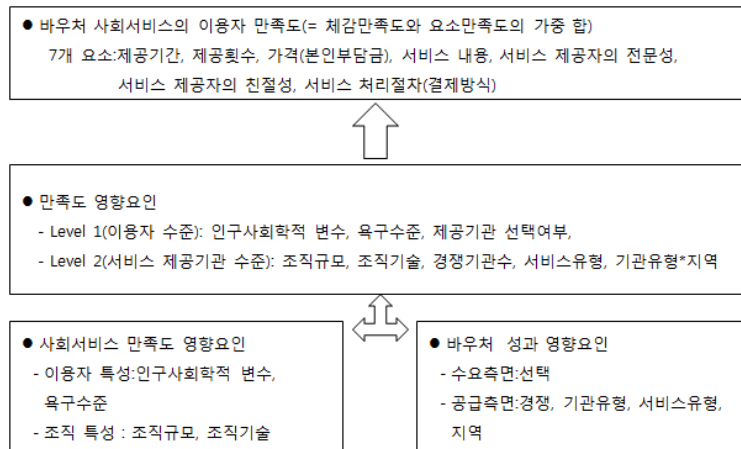 ● 바우처 사회서비스의 이용자 만족도(= 체감만족도와 요소만족도의 가중 합)
7개 요소:제공기간, 제공횟수, 가격(본인부담금), 서비스 내용, 서비스 제공자의 전문성,
서비스 제공자의 친절성, 서비스 처리절차(결제방식)
● 만족도 영향요인
- Level 1(이용자 수준): 인구사회학적 변수, 욕구수준, 제공기관 선택여부,
- Level 2(서비스 제공기관 수준): 조직규모, 조직기술, 경쟁기관수, 서비스유형, 기관유형*지역
● 사회서비스 만족도 영향요인
- 이용자 특성:인구사회학적 변수,
욕구수준
- 조직 특성 : 조직규모, 조직기술
● 바우처 성과 영향요인
- 수요측면:선택
- 공급측면:경쟁, 기관유형, 서비스유형,
지역